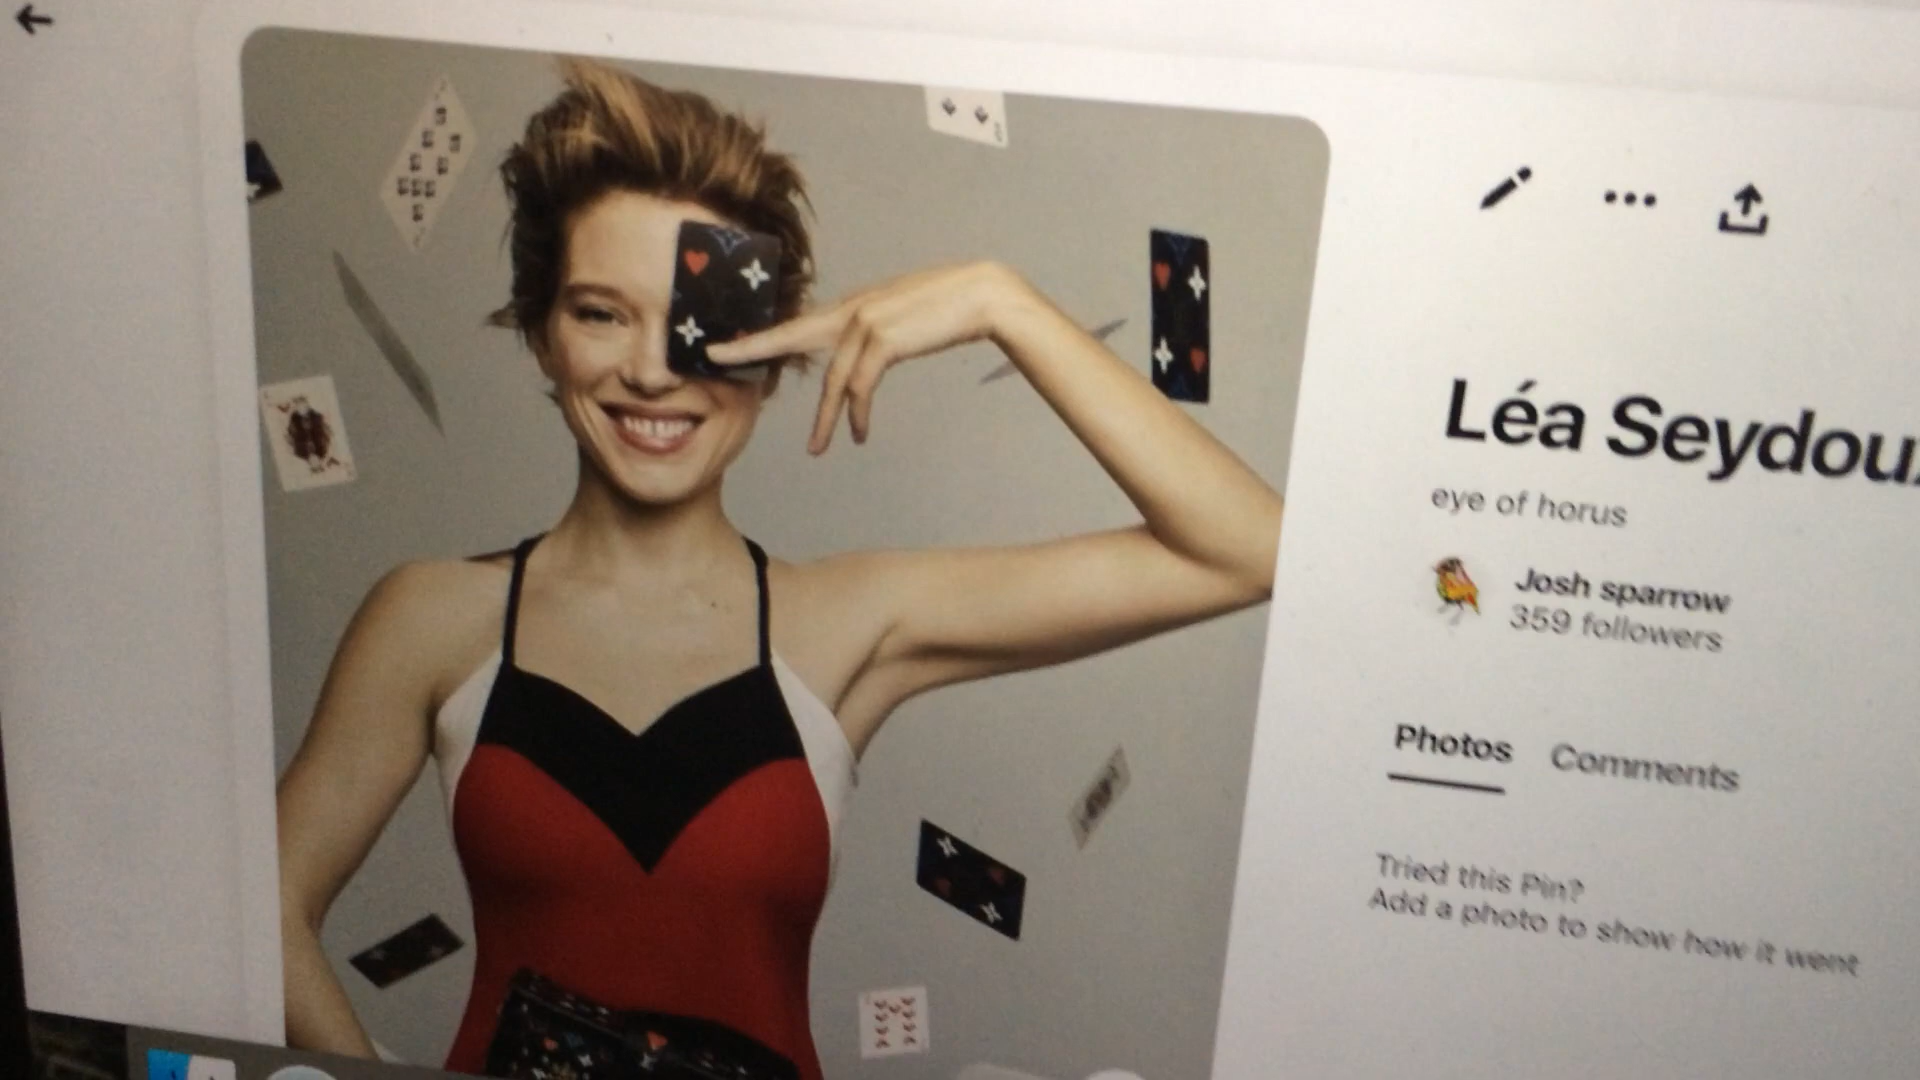 Léa Seydou
eye of horus
Josh sparrow
359 followers
Photos Comments
Tried this Pin?
Add a photo to show how it went